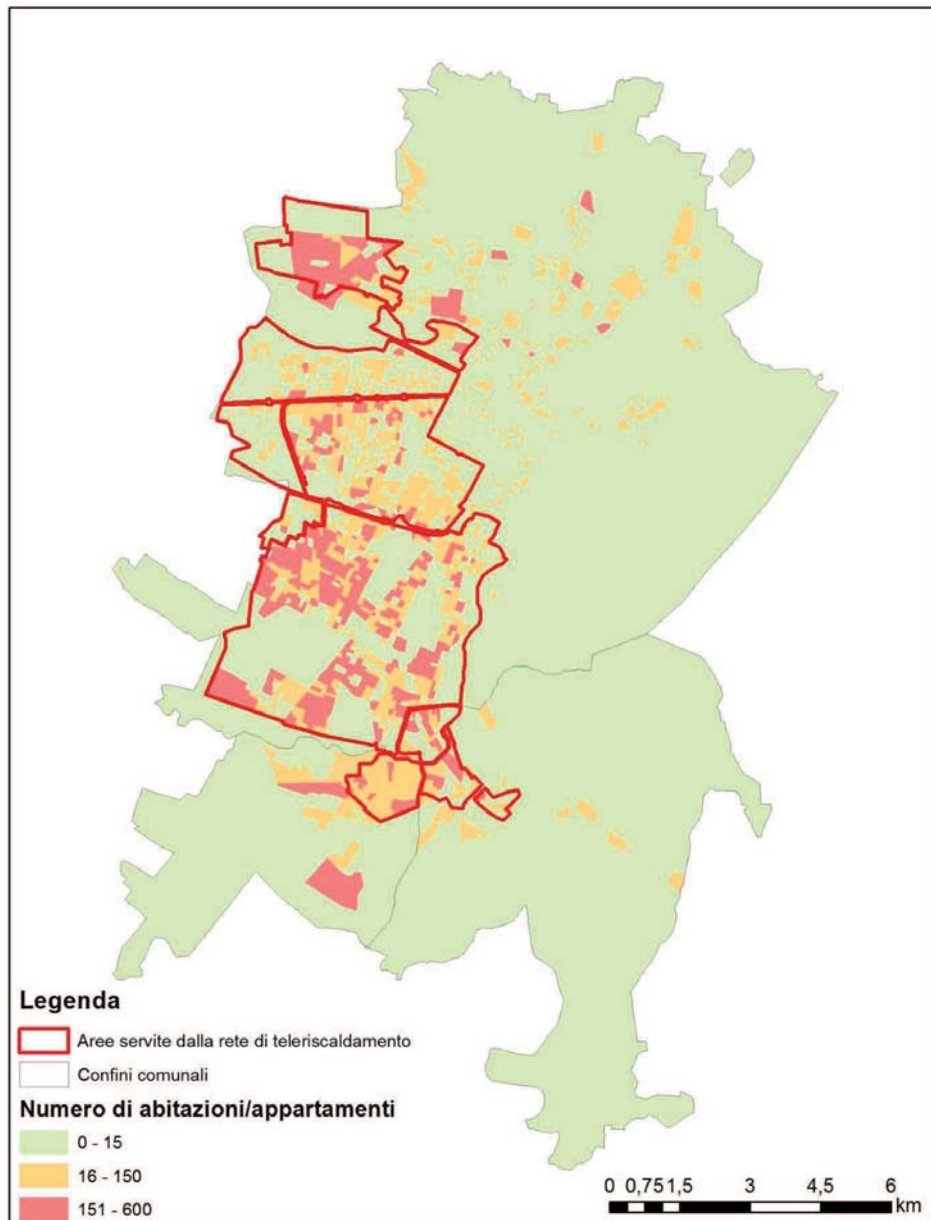 Legenda
Aree servite dalla rete di teleriscaldamento
Confini comunali
Numero di abitazioni/appartamenti
0 - 15
16 - 150
151 - 600
0 0,75 1,5 3 4,5 6
km